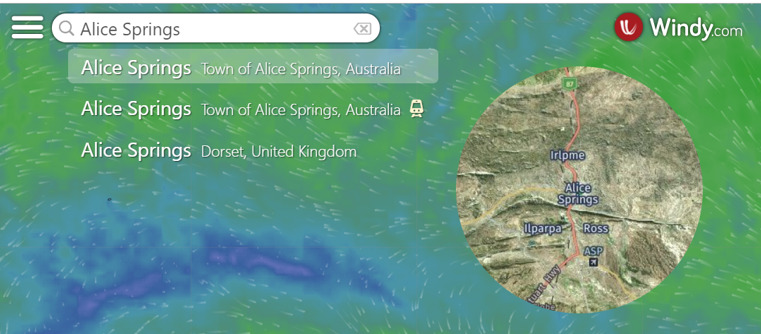 Alice Springs
Windy.com
Alice Springs Town of Alice Springs, Australia
Alice Springs Town of Alice Springs, Australia
Alice Springs Dorset, United Kingdom
87
Irlpme
Alice
Springs
Ilparpa Ross
ASP
tuart Hwy